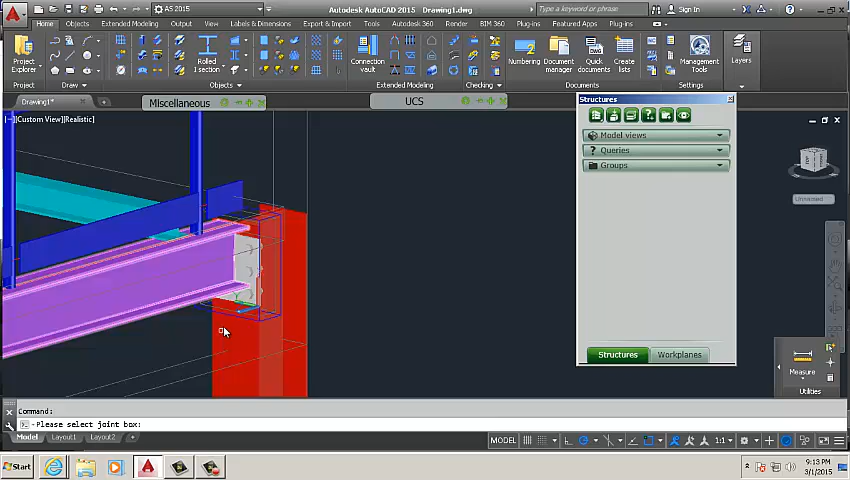 AS 2015
Autodesk AutoCAD 2015 Drawing1.dwg
Type a keyword or phrase
Sign In
Home Objects Extended Modeling Output View Labels & Dimensions Export & Import Tools Autodesk 360 Express Tools BIM 360 Plug-ins Featured Apps Plug-ins
Project Explorer
Rolled I section
Connection vault
Numbering
Document manager
Quick documents
Create lists
Management Tools
Layers
Project Draw Modify Objects Extended Modeling Checking Documents Settings
Drawing1*
MIscellaneous
UCS
Structures
[−][Custom View][Realistic]
Model views
Queries
Groups
Unnamed
Structures Workplanes
Measure
Utilities
Command:
-Please select joint box:
Model Layout1 Layout2
MODEL
1:1
Start
9:13 PM
3/1/2015